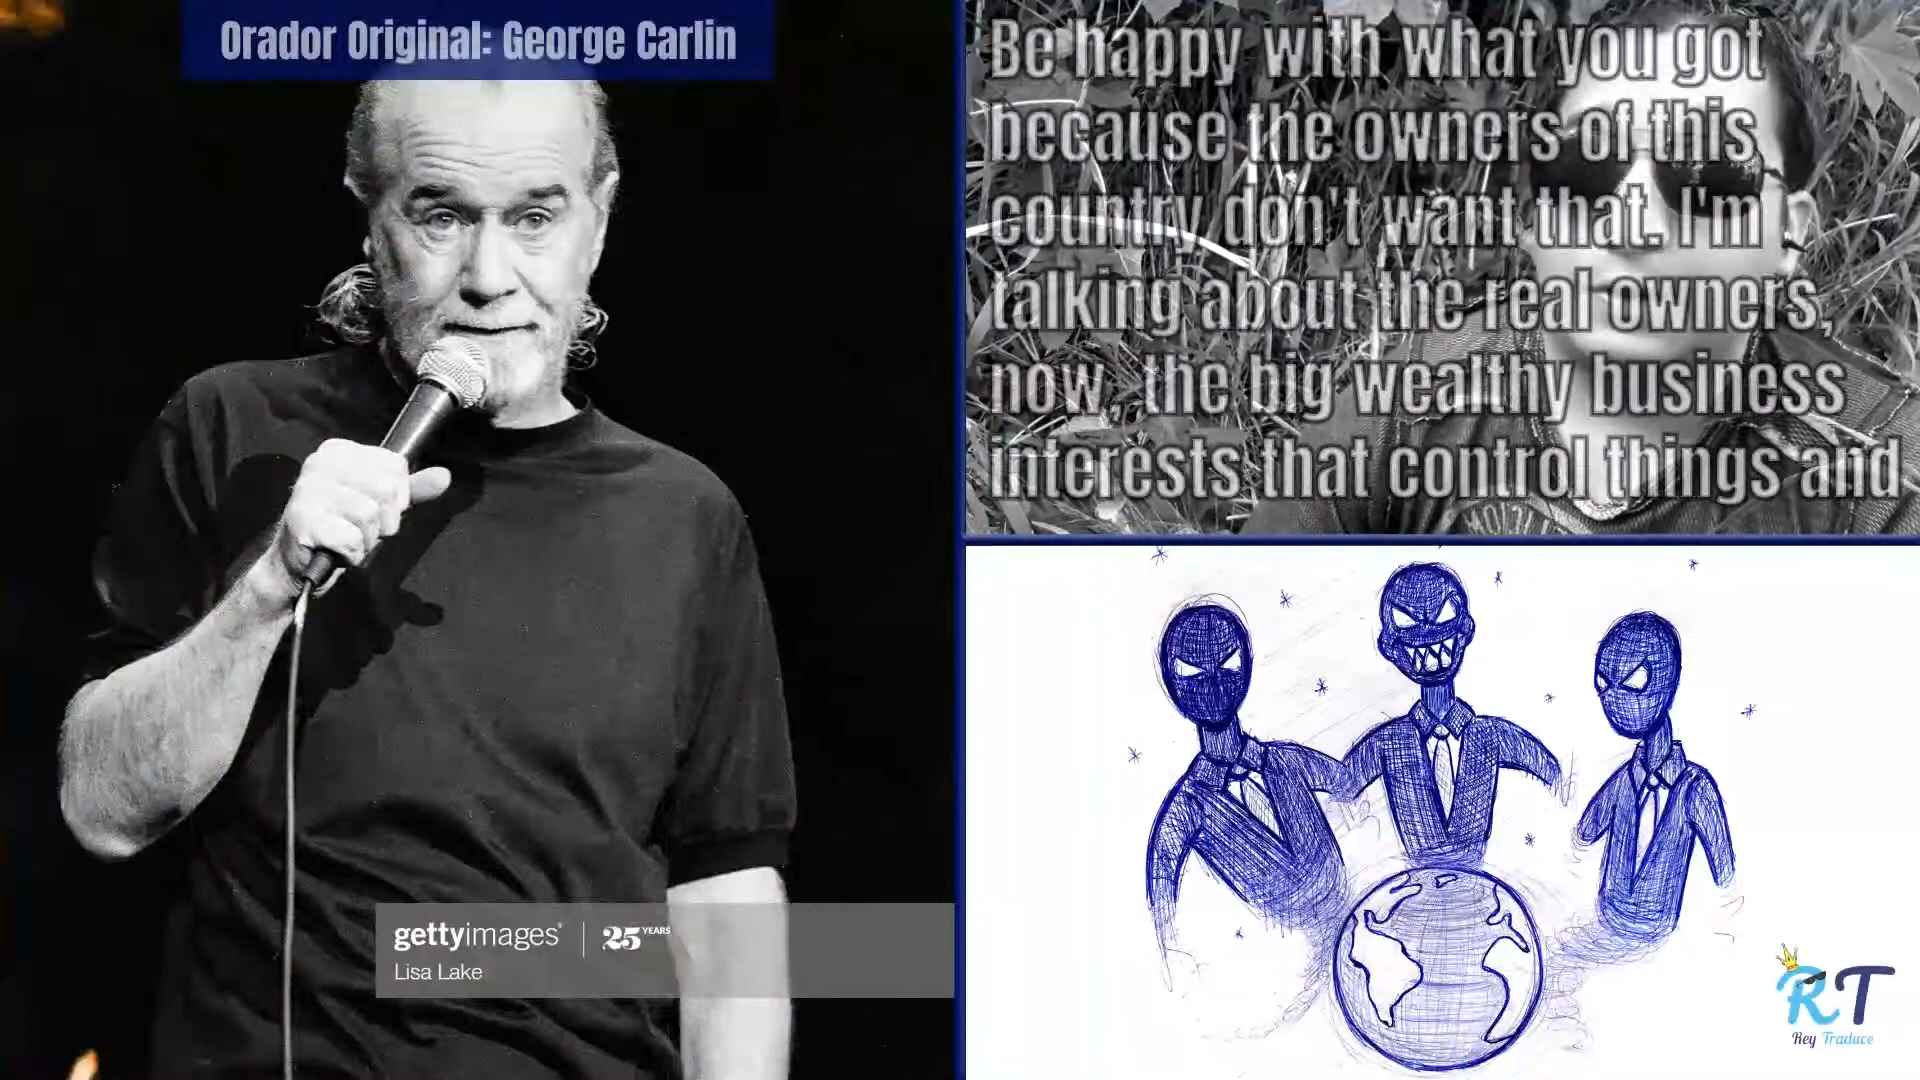 Orador Original: George Carlin
Be happy with what you got
because the owners of this
country don't want that. I'm
talking about the real owners,
now, the big wealthy business
interests that control things and
gettyimages® 25 YEARS
Lisa Lake
RT
Rey Traduce